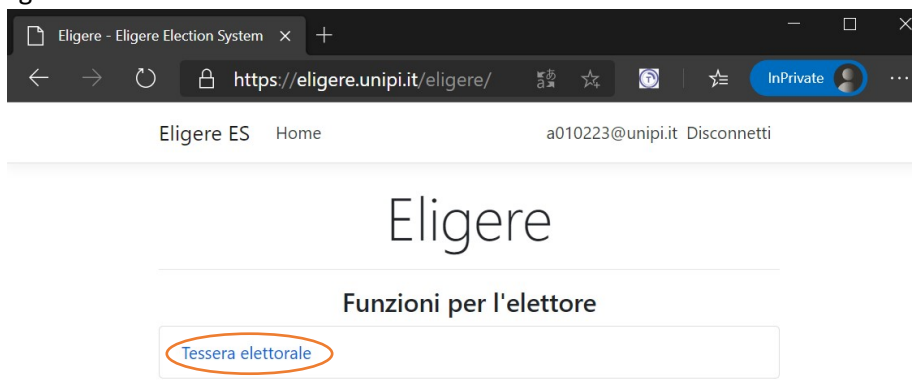 Eligere - Eligere Election System
https://eligere.unipi.it/eligere/
InPrivate
Eligere ES Home a010223@unipi.it Disconnetti
Eligere
Funzioni per l'elettore
Tessera elettorale